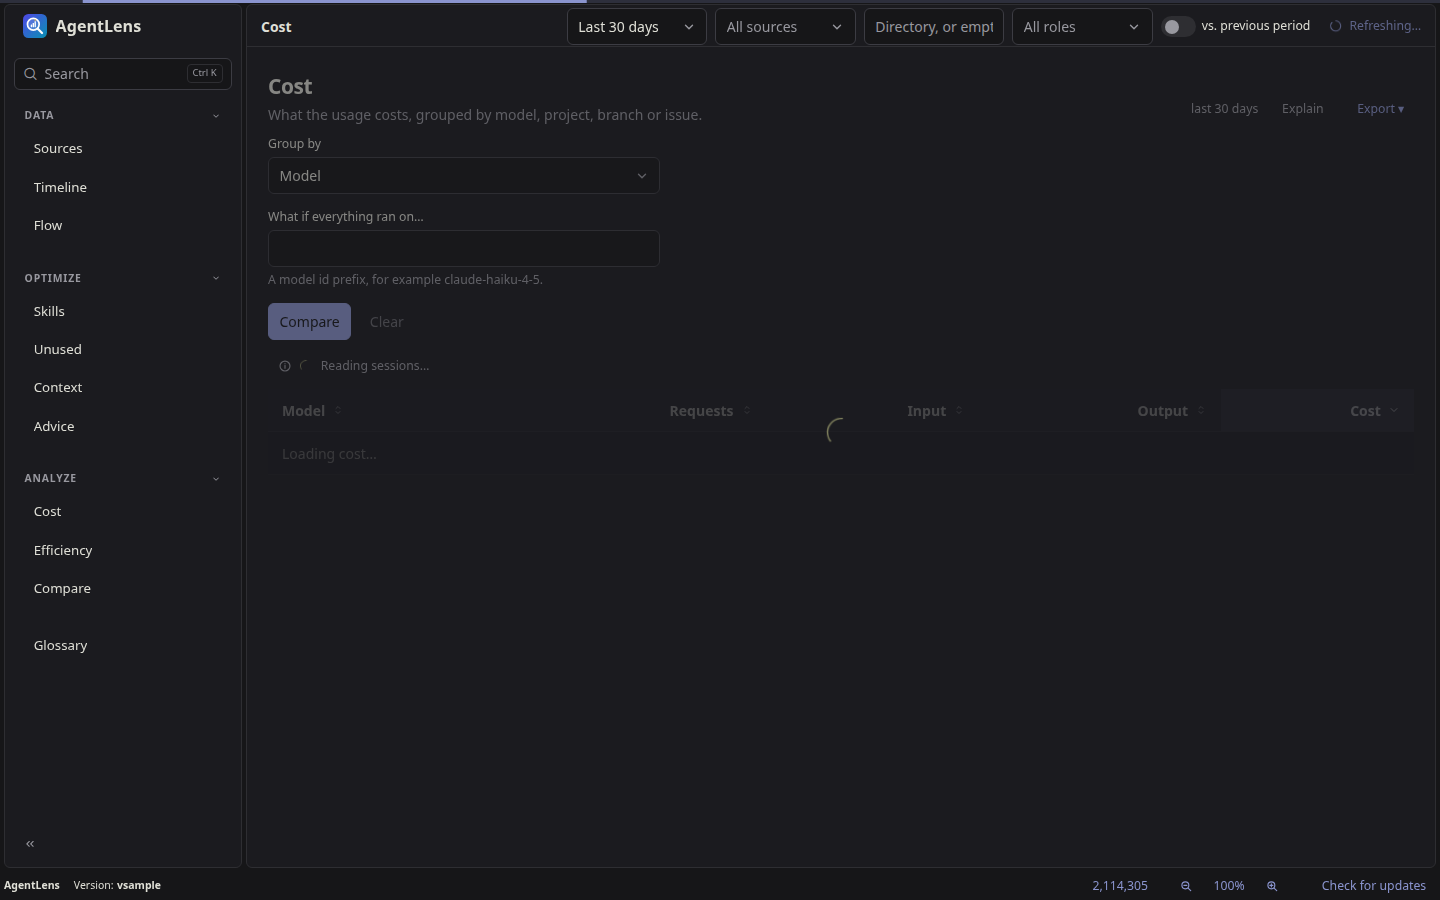 AgentLens
Cost
Last 30 days
All sources
Directory, or empt
All roles
vs. previous period
Refreshing...
Search
Ctrl K
DATA
Sources
Timeline
Flow
OPTIMIZE
Skills
Unused
Context
Advice
ANALYZE
Cost
Efficiency
Compare
Glossary
«
Cost
What the usage costs, grouped by model, project, branch or issue.
last 30 days
Explain
Export ▾
Group by
Model
What if everything ran on...
A model id prefix, for example claude-haiku-4-5.
Compare
Clear
Reading sessions...
Model
Requests
Input
Output
Cost
Loading cost...
AgentLens
Version: vsample
2,114,305
100%
Check for updates